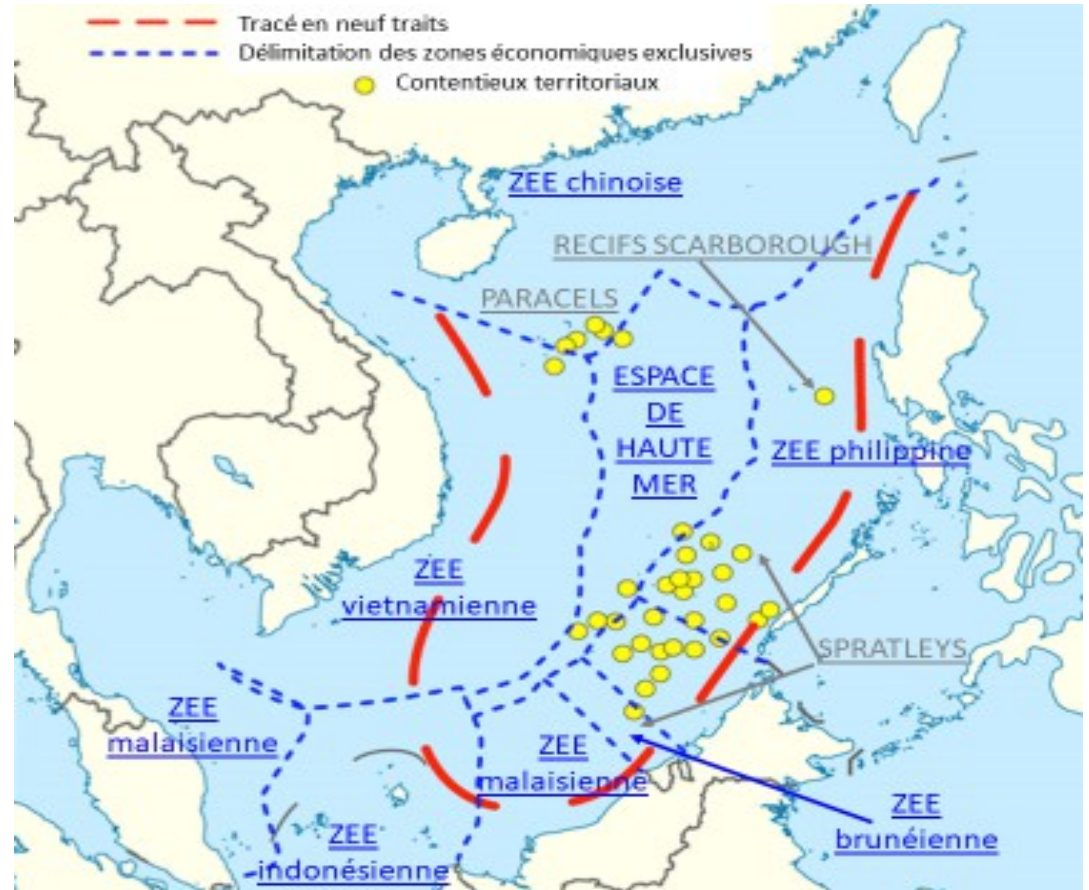 Tracé en neuf traits
Délimitation des zones économiques exclusives
Contentieux territoriaux
ZEE chinoise
RECIFS SCARBOROUGH
PARACELS
ESPACE
DE
HAUTE
MER
ZEE philippine
ZEE
vietnamienne
SPRATLEYS
ZEE
malaisienne
ZEE
malaisienne
ZEE
brunéienne
ZEE
indonésienne